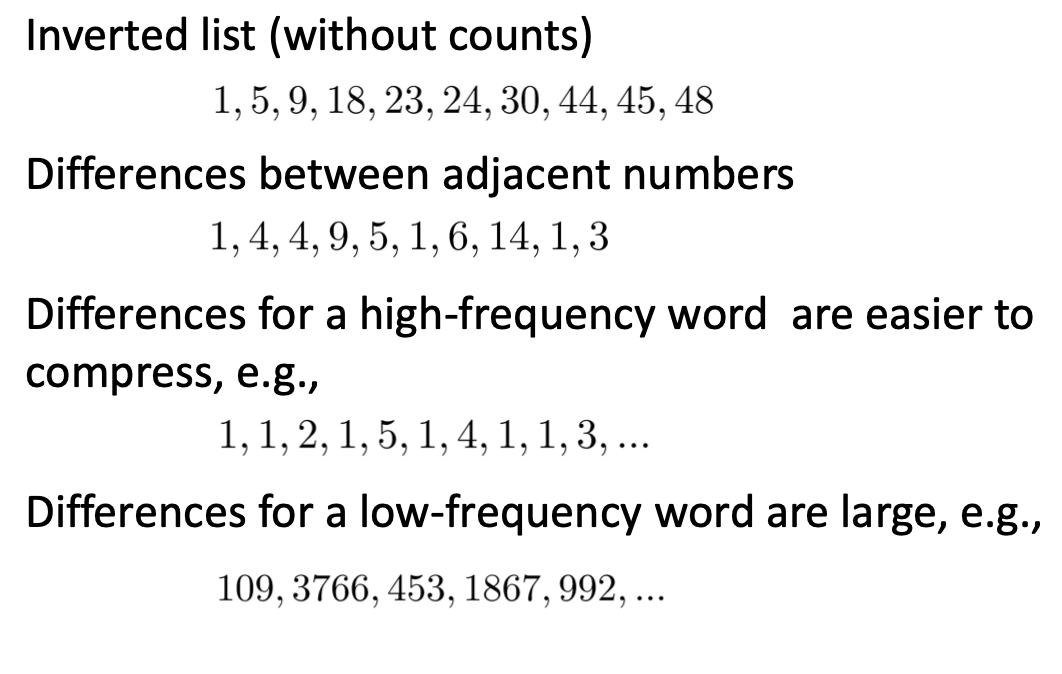 Inverted list (without counts)
1, 5, 9, 18, 23, 24, 30, 44, 45, 48
Differences between adjacent numbers
1, 4, 4, 9, 5, 1, 6, 14, 1, 3
Differences for a high-frequency word  are easier to
compress, e.g.,
1, 1, 2, 1, 5, 1, 4, 1, 1, 3, ...
Differences for a low-frequency word are large, e.g.,
109, 3766, 453, 1867, 992, ...